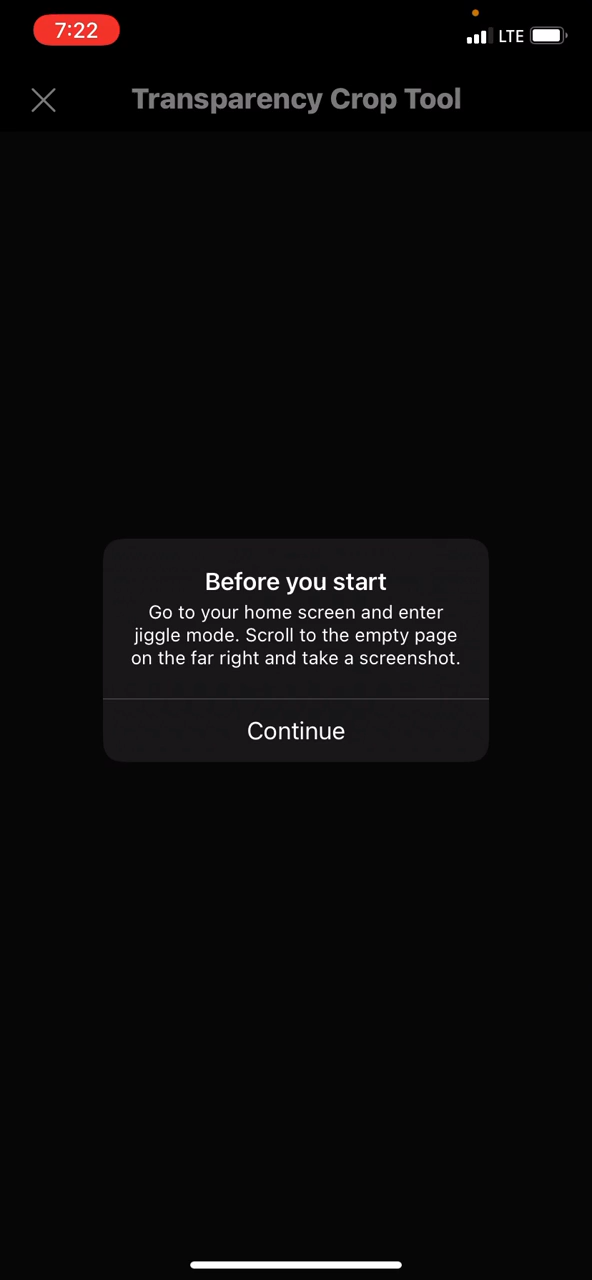 7:22
LTE
Transparency Crop Tool
Before you start
Go to your home screen and enter
jiggle mode. Scroll to the empty page
on the far right and take a screenshot.
Continue